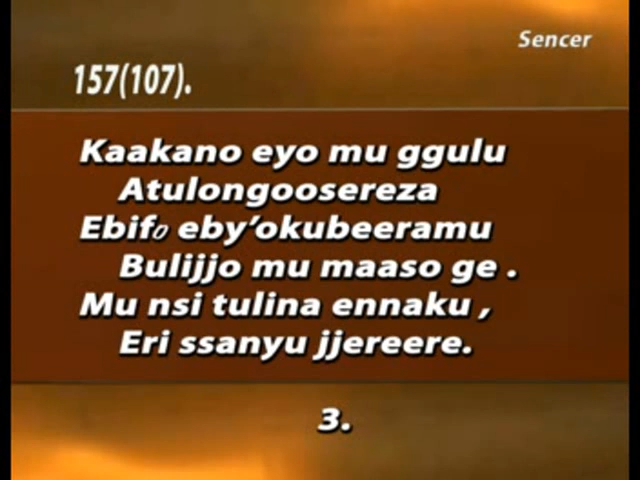 Sencer
157(107).
Kaakano eyo mu ggulu
Atulongoosereza
Ebifo eby’okubeeramu
Bulijjo mu maaso ge .
Mu nsi tulina ennaku ,
Eri ssanyu jjereere.
3.